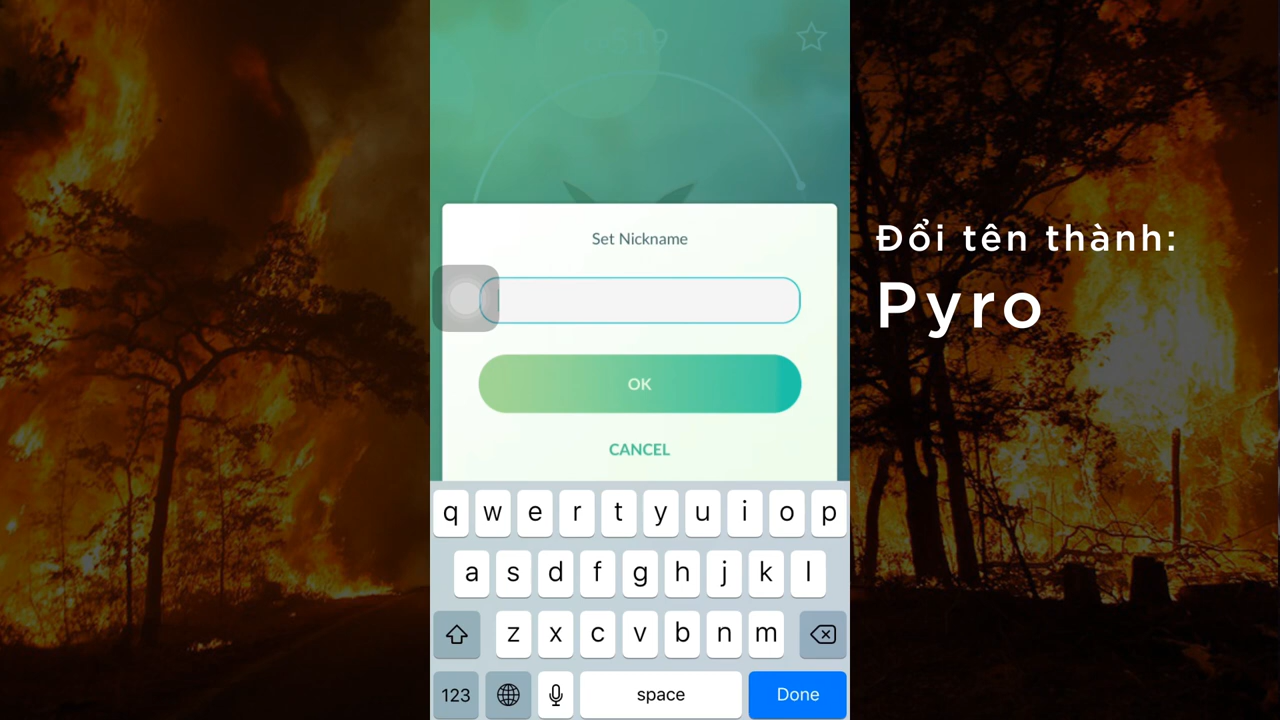 Set Nickname
OK
CANCEL
q w e r t y u i o p
a s d f g h j k l
z x c v b n m
123 space Done
Đổi tên thành:
Pyro